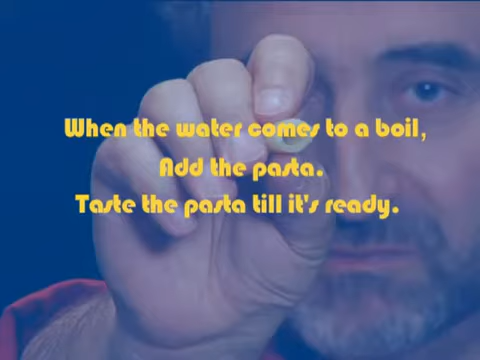 When the water comes to a boil,
Add the pasta.
Taste the pasta till it's ready.